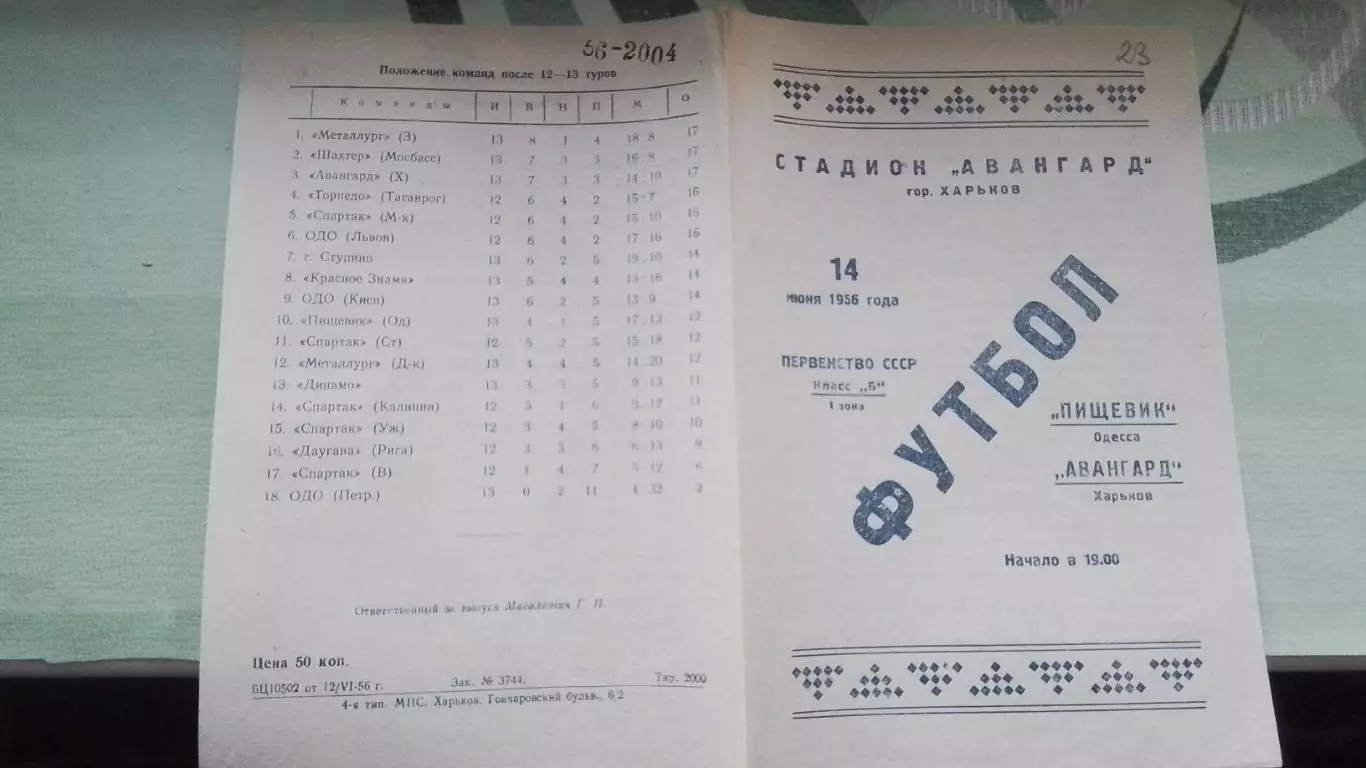 56-2004
Положение команд после 12—13 туров
Команды И В Н П М О
1. «Металлург» (З) 13 8 1 4 18 8 17
2. «Шахтер» (Мосбасс) 13 7 3 3 16.8 17
3. «Авангард» (Х) 13 7 3 3 14 10 17
4. «Торпедо» (Таганрог) 12 6 4 2 15-7 16
5. «Спартак» (М-к) 12 6 4 2 15 10 16
6. ОДО (Львов) 12 6 4 2 17 16 16
7. г. Ступино 13 6 2 5 19 10 14
8. «Красное Знамя» 13 5 4 4 13 16 14
9. ОДО (Киев) 13 6 2 5 13 9 14
10. «Пищевик» (Од) 13 4 5 17.13 12
11. «Спартак» (Ст) 12 5 2 5 15 18 12
12. «Металлург» (Д-к) 13 4 4 5 14 20 12
13. «Динамо» 13 3 5 5 9 13 11
14. «Спартак» (Калинин) 12 5 1 6 9 12 11
15. «Спартак» (Уж) 12 3 4 5 8 10 10
16. «Даугава» (Рига) 12 3 3 6 6 13 9
17. «Спартак» (В) 12 1 4 7 5 12 6
18. ОДО (Петр.) 13 0 2 11 4 32 2
Ответственный за выпуск Масалитин Г. П.
Цена 50 коп.
БЦ10502 от 12/VI-56 г. Зак. № 3744. Тир. 2000
4-я тип. МПС. Харьков. Гончаровский бульв., 6/2
23
СТАДИОН „АВАНГАРД"
гор. ХАРЬКОВ
14
июня 1956 года
ПЕРВЕНСТВО СССР
Класс „Б"
I зона
ФУТБОЛ
„ПИЩЕВИК"
Одесса
„АВАНГАРД"
Харьков
Начало в 19.00